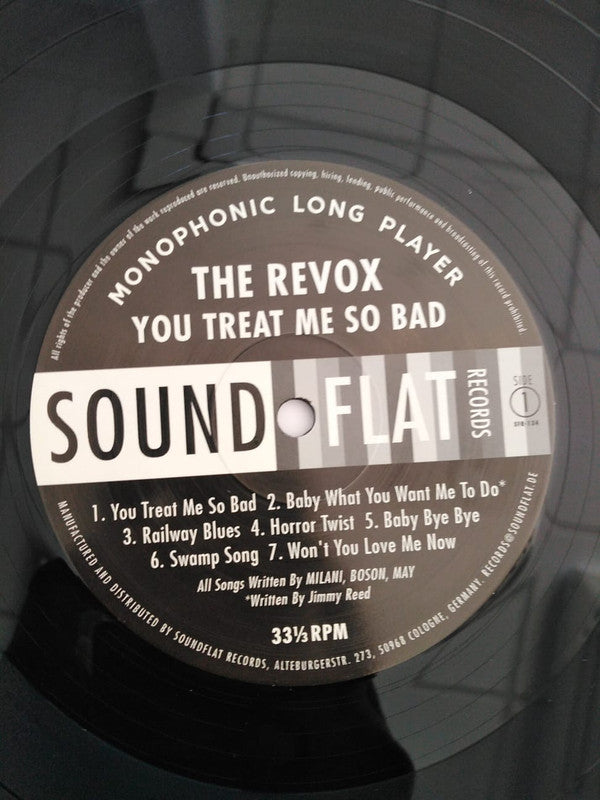 All rights of the producer and the owner of the work reproduced are reserved. Unauthorized copying, hiring, lending, public performance and broadcasting of this record prohibited.
MONOPHONIC LONG PLAYER
THE REVOX
YOU TREAT ME SO BAD
SOUND FLAT RECORDS
SIDE
1
SFR-134
1. You Treat Me So Bad 2. Baby What You Want Me To Do*
3. Railway Blues 4. Horror Twist 5. Baby Bye Bye
6. Swamp Song 7. Won't You Love Me Now
All Songs Written By MILANI, BOSON, MAY
*Written By Jimmy Reed
33⅓ RPM
MANUFACTURED AND DISTRIBUTED BY SOUNDFLAT RECORDS, ALTEBURGERSTR. 273, 50968 COLOGNE, GERMANY. RECORDS@SOUNDFLAT.DE